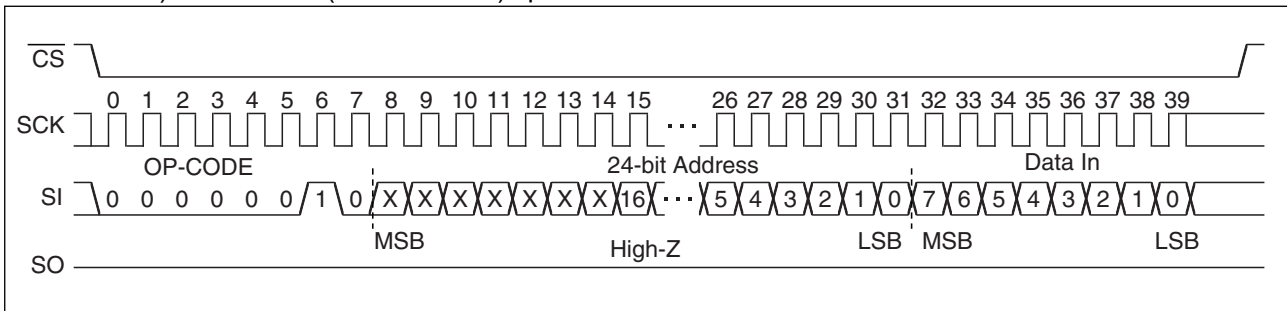 CS
0 1 2 3 4 5 6 7 8 9 10 11 12 13 14 15 26 27 28 29 30 31 32 33 34 35 36 37 38 39
SCK ...
OP-CODE 24-bit Address Data In
SI 0 0 0 0 0 0 1 0 X X X X X X X 16 ... 5 4 3 2 1 0 7 6 5 4 3 2 1 0
MSB High-Z LSB MSB LSB
SO